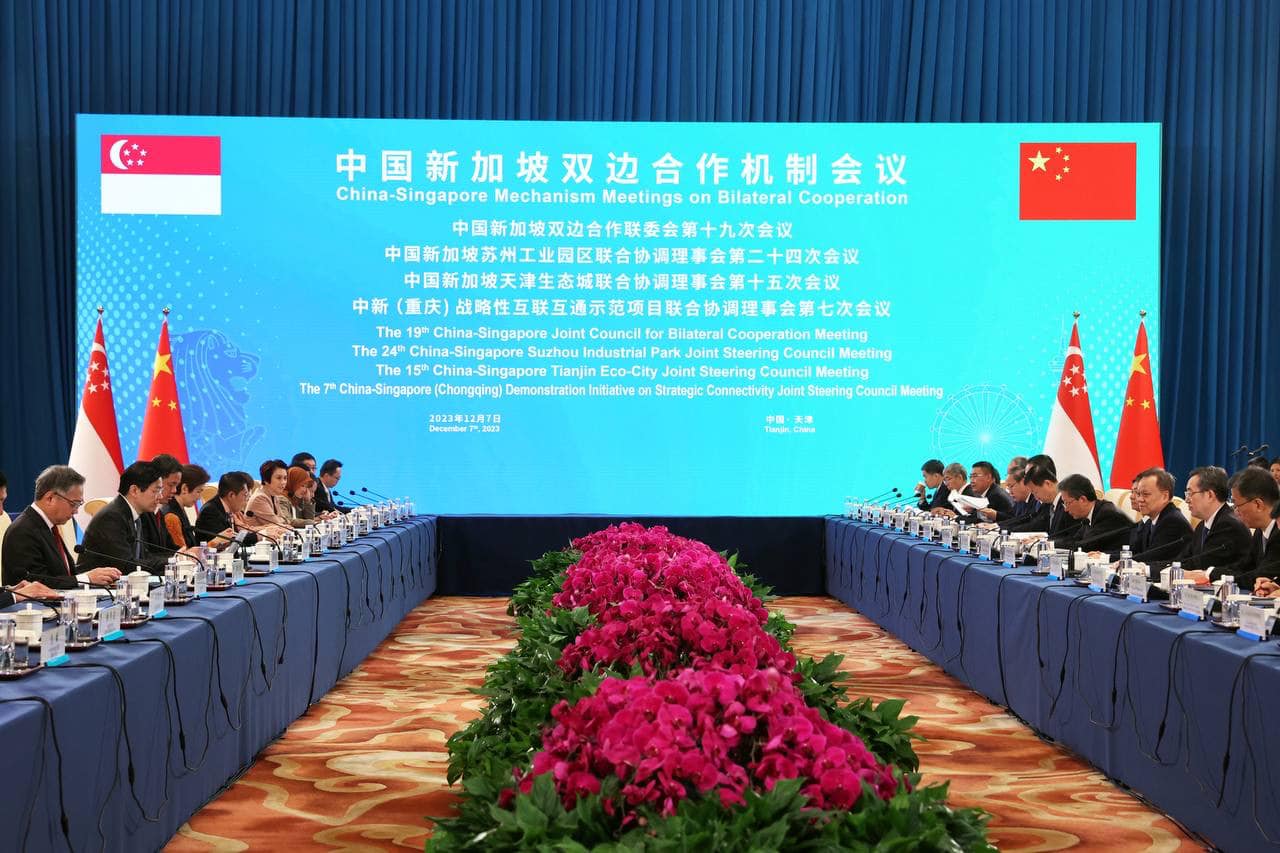 中国新加坡双边合作机制会议
China-Singapore Mechanism Meetings on Bilateral Cooperation
中国新加坡双边合作联委会第十九次会议
中国新加坡苏州工业园区联合协调理事会第二十四次会议
中国新加坡天津生态城联合协调理事会第十五次会议
中新（重庆）战略性互联互通示范项目联合协调理事会第七次会议
The 19th China-Singapore Joint Council for Bilateral Cooperation Meeting
The 24th China-Singapore Suzhou Industrial Park Joint Steering Council Meeting
The 15th China-Singapore Tianjin Eco-City Joint Steering Council Meeting
The 7th China-Singapore (Chongqing) Demonstration Initiative on Strategic Connectivity Joint Steering Council Meeting
2023年12月7日
December 7th, 2023
中国·天津
Tianjin, China